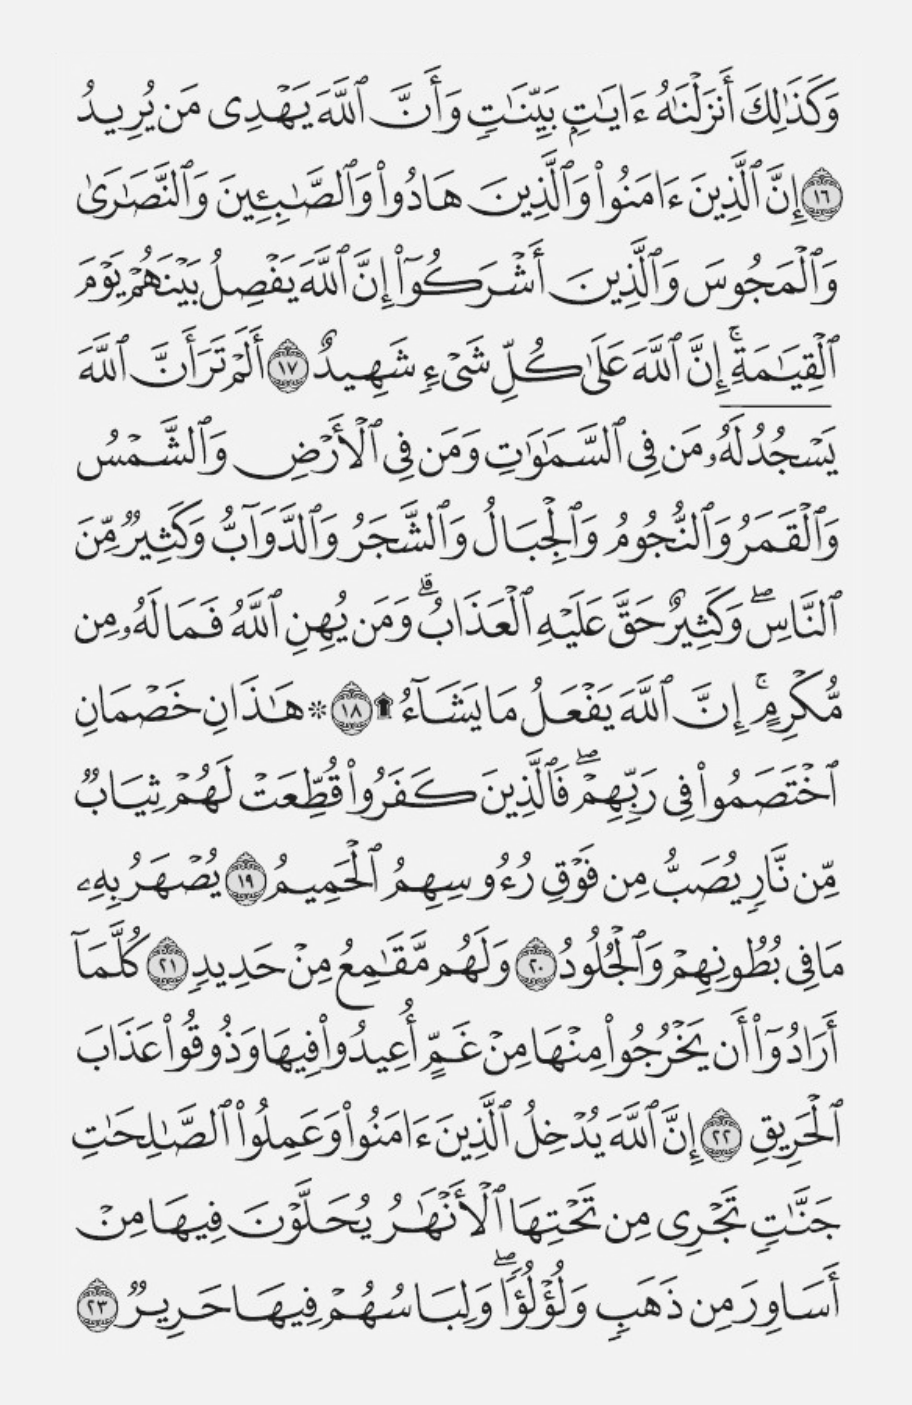 وَكَذَٰلِكَ أَنزَلْنَٰهُ ءَايَٰتٍۭ بَيِّنَٰتٍ وَأَنَّ ٱللَّهَ يَهْدِى مَن يُرِيدُ
١٦ إِنَّ ٱلَّذِينَ ءَامَنُوا۟ وَٱلَّذِينَ هَادُوا۟ وَٱلصَّٰبِـِٔينَ وَٱلنَّصَٰرَىٰ
وَٱلْمَجُوسَ وَٱلَّذِينَ أَشْرَكُوٓا۟ إِنَّ ٱللَّهَ يَفْصِلُ بَيْنَهُمْ يَوْمَ
ٱلْقِيَٰمَةِ ۚ إِنَّ ٱللَّهَ عَلَىٰ كُلِّ شَىْءٍ شَهِيدٌ ١٧ أَلَمْ تَرَ أَنَّ ٱللَّهَ
يَسْجُدُ لَهُۥ مَن فِى ٱلسَّمَٰوَٰتِ وَمَن فِى ٱلْأَرْضِ وَٱلشَّمْسُ
وَٱلْقَمَرُ وَٱلنُّجُومُ وَٱلْجِبَالُ وَٱلشَّجَرُ وَٱلدَّوَآبُّ وَكَثِيرٌ مِّنَ
ٱلنَّاسِ ۖ وَكَثِيرٌ حَقَّ عَلَيْهِ ٱلْعَذَابُ ۗ وَمَن يُهِنِ ٱللَّهُ فَمَا لَهُۥ مِن
مُّكْرِمٍ ۚ إِنَّ ٱللَّهَ يَفْعَلُ مَا يَشَآءُ ۩ ١٨ ۞ هَٰذَانِ خَصْمَانِ
ٱخْتَصَمُوا۟ فِى رَبِّهِمْ ۖ فَٱلَّذِينَ كَفَرُوا۟ قُطِّعَتْ لَهُمْ ثِيَابٌ
مِّن نَّارٍ يُصَبُّ مِن فَوْقِ رُءُوسِهِمُ ٱلْحَمِيمُ ١٩ يُصْهَرُ بِهِۦ
مَا فِى بُطُونِهِمْ وَٱلْجُلُودُ ٢٠ وَلَهُم مَّقَٰمِعُ مِنْ حَدِيدٍ ٢١ كُلَّمَآ
أَرَادُوٓا۟ أَن يَخْرُجُوا۟ مِنْهَا مِنْ غَمٍّ أُعِيدُوا۟ فِيهَا وَذُوقُوا۟ عَذَابَ
ٱلْحَرِيقِ ٢٢ إِنَّ ٱللَّهَ يُدْخِلُ ٱلَّذِينَ ءَامَنُوا۟ وَعَمِلُوا۟ ٱلصَّٰلِحَٰتِ
جَنَّٰتٍ تَجْرِى مِن تَحْتِهَا ٱلْأَنْهَٰرُ يُحَلَّوْنَ فِيهَا مِنْ
أَسَاوِرَ مِن ذَهَبٍ وَلُؤْلُؤًا ۖ وَلِبَاسُهُمْ فِيهَا حَرِيرٌ ٢٣